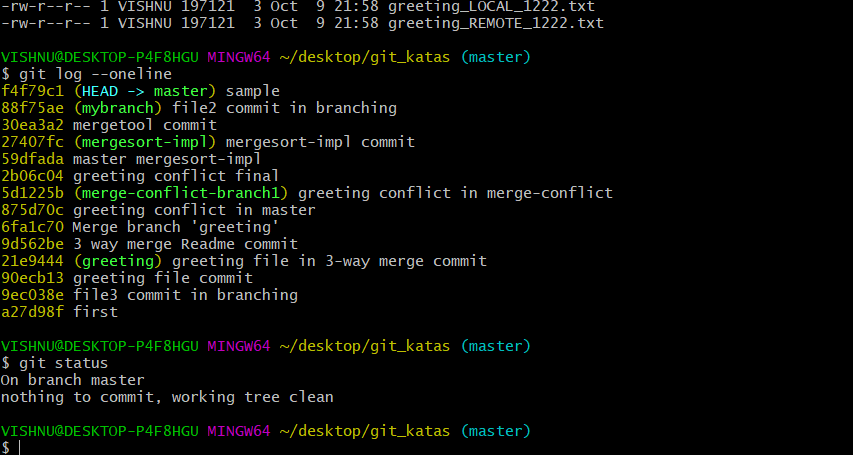 -rw-r--r-- 1 VISHNU 197121  3 Oct  9 21:58 greeting_LOCAL_1222.txt
-rw-r--r-- 1 VISHNU 197121  3 Oct  9 21:58 greeting_REMOTE_1222.txt
VISHNU@DESKTOP-P4F8HGU MINGW64 ~/desktop/git_katas (master)
$ git log --oneline
f4f79c1 (HEAD -> master) sample
88f75ae (mybranch) file2 commit in branching
30ea3a2 mergetool commit
27407fc (mergesort-impl) mergesort-impl commit
59dfada master mergesort-impl
2b06c04 greeting conflict final
5d1225b (merge-conflict-branch1) greeting conflict in merge-conflict
875d70c greeting conflict in master
6fa1c70 Merge branch 'greeting'
9d562be 3 way merge Readme commit
21e9444 (greeting) greeting file in 3-way merge commit
90ecb13 greeting file commit
9ec038e file3 commit in branching
a27d98f first
VISHNU@DESKTOP-P4F8HGU MINGW64 ~/desktop/git_katas (master)
$ git status
On branch master
nothing to commit, working tree clean
VISHNU@DESKTOP-P4F8HGU MINGW64 ~/desktop/git_katas (master)
$